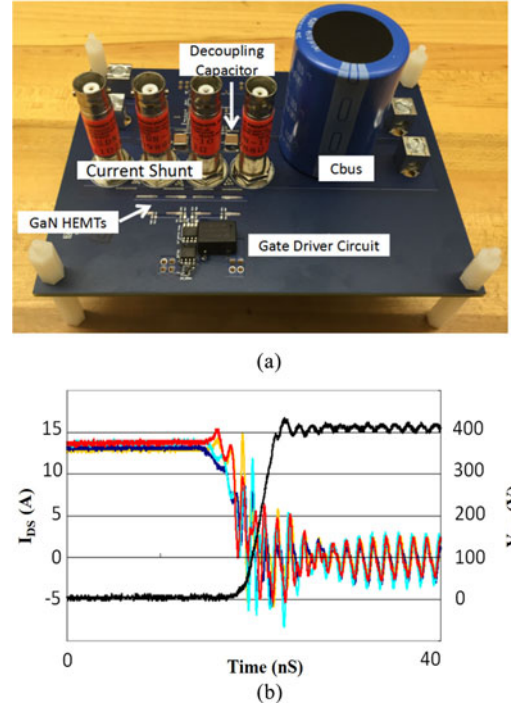 Decoupling
Capacitor
Current Shunt
Cbus
GaN HEMTs
Gate Driver Circuit
(a)
15
10
5
0
-5
I_DS (A)
400
300
200
100
0
0
Time (nS)
40
(b)